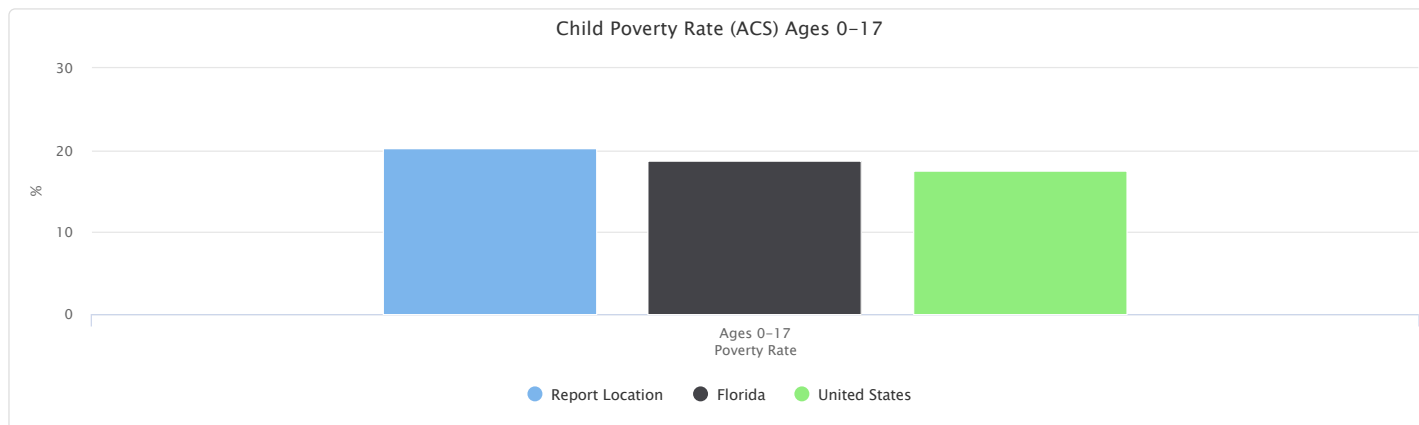 Child Poverty Rate (ACS) Ages 0-17
30
20
10
0
%
Ages 0-17
Poverty Rate
Report Location
Florida
United States